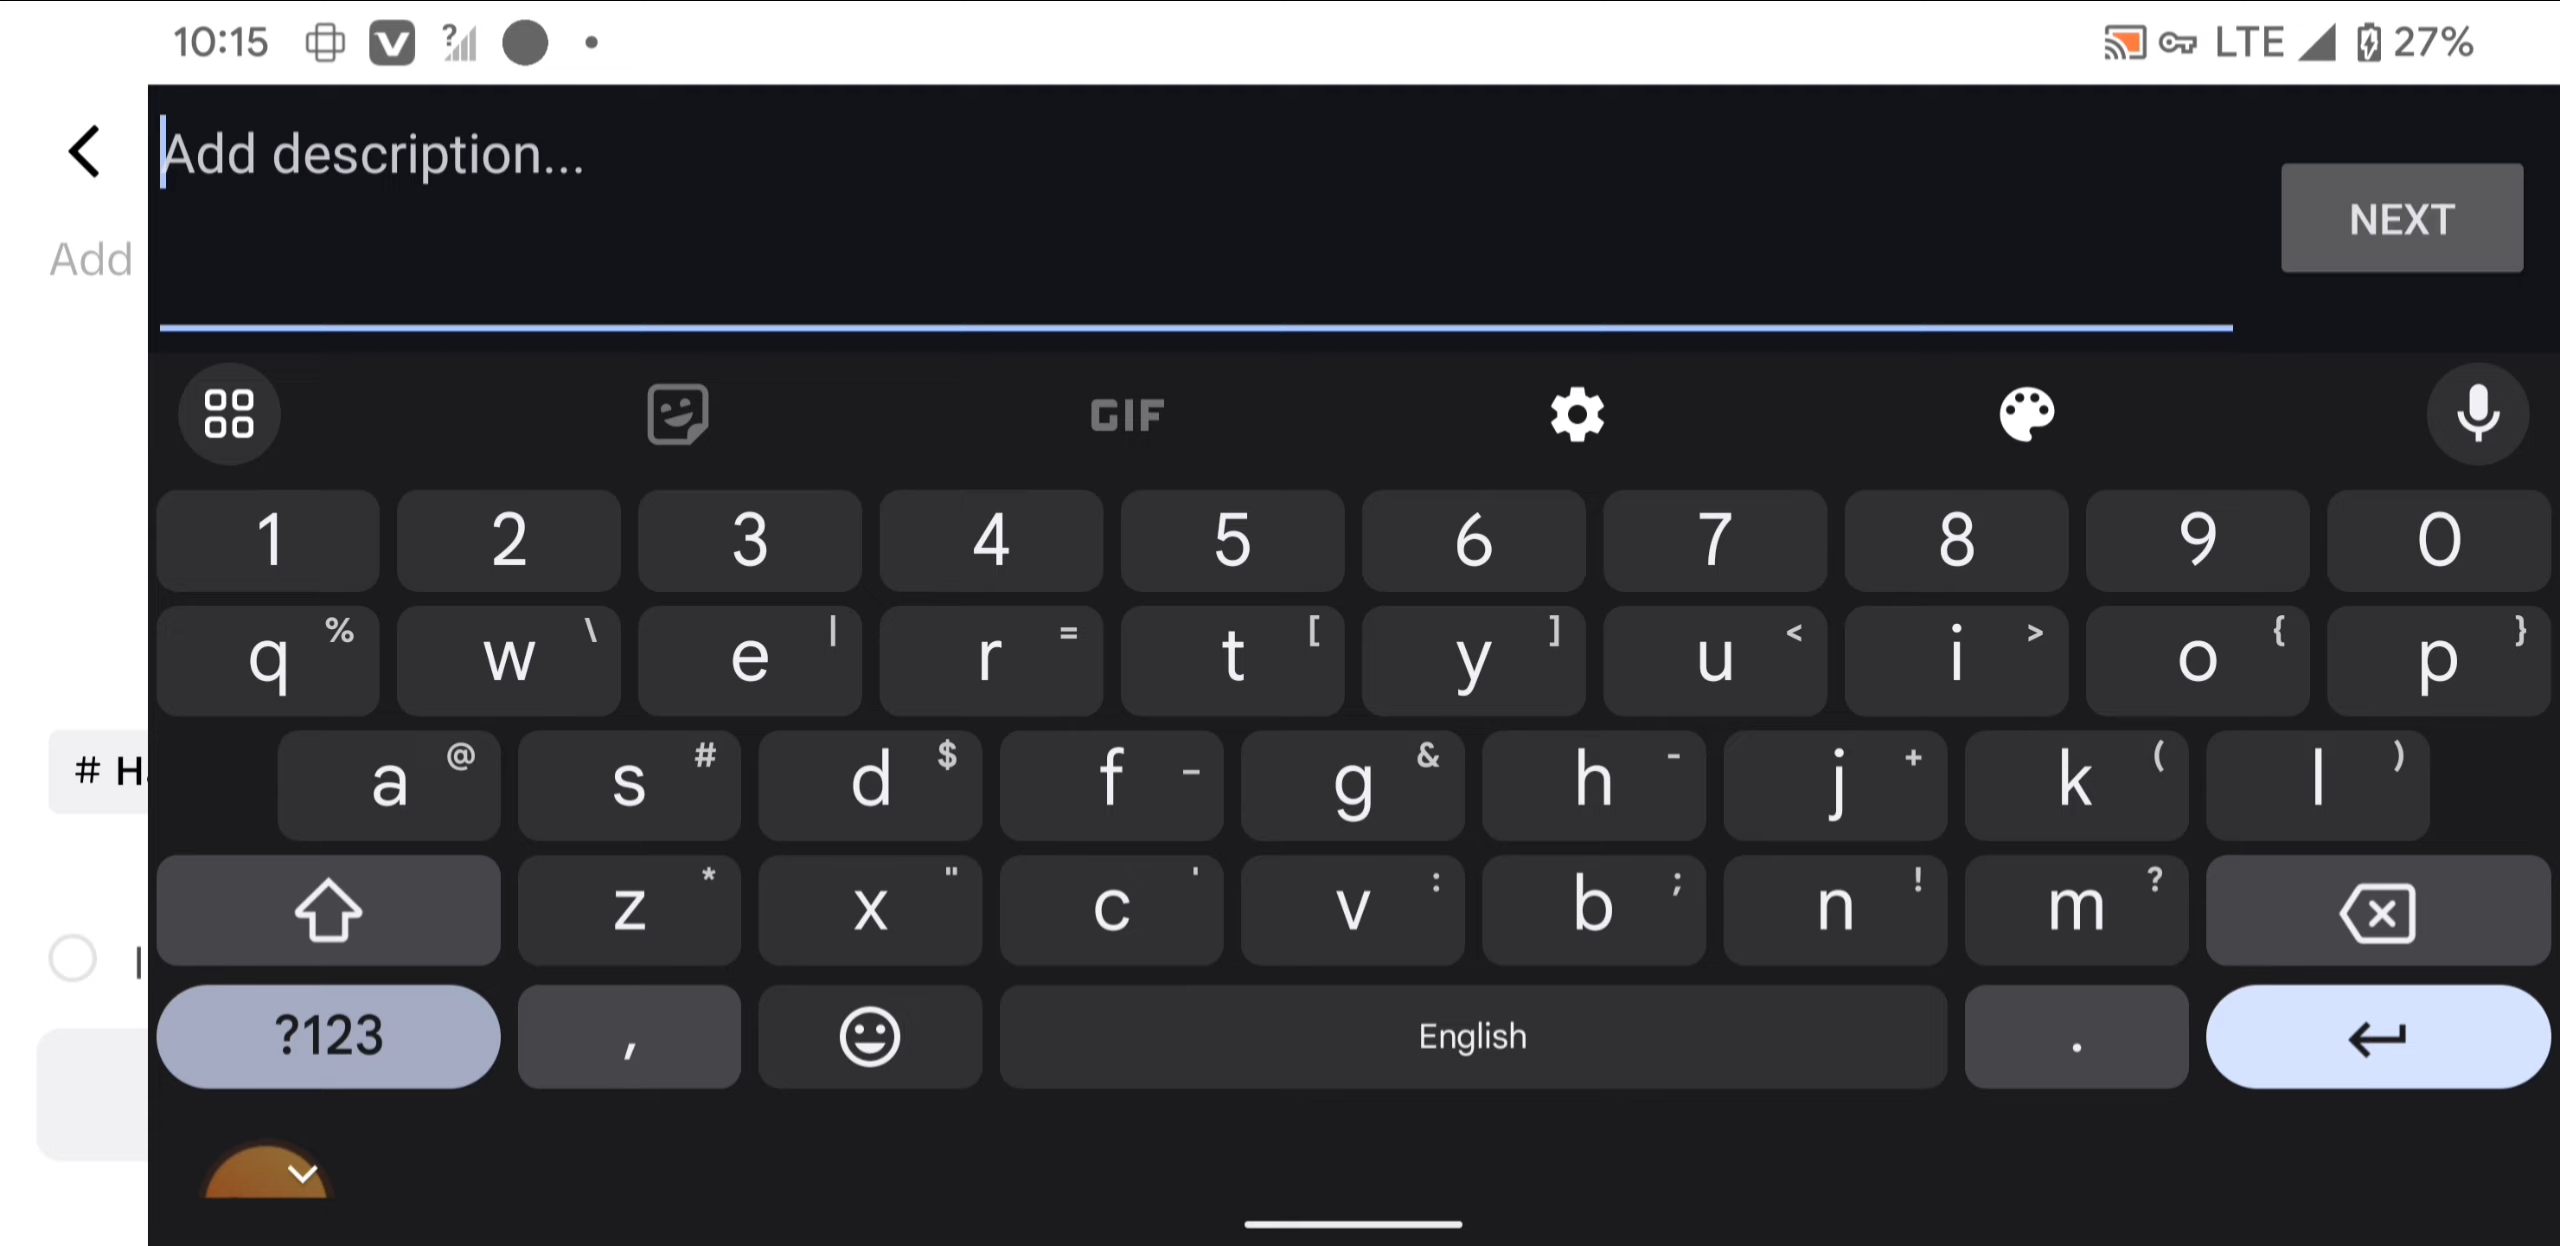 10:15 LTE 27%
Add description...
NEXT
Add
GIF
1 2 3 4 5 6 7 8 9 0
q % w \ e | r = t [ y ] u < i > o { p }
a @ s # d $ f _ g & h - j + k ( l )
# H
z * x " c ' v : b ; n ! m ?
?123 , English .